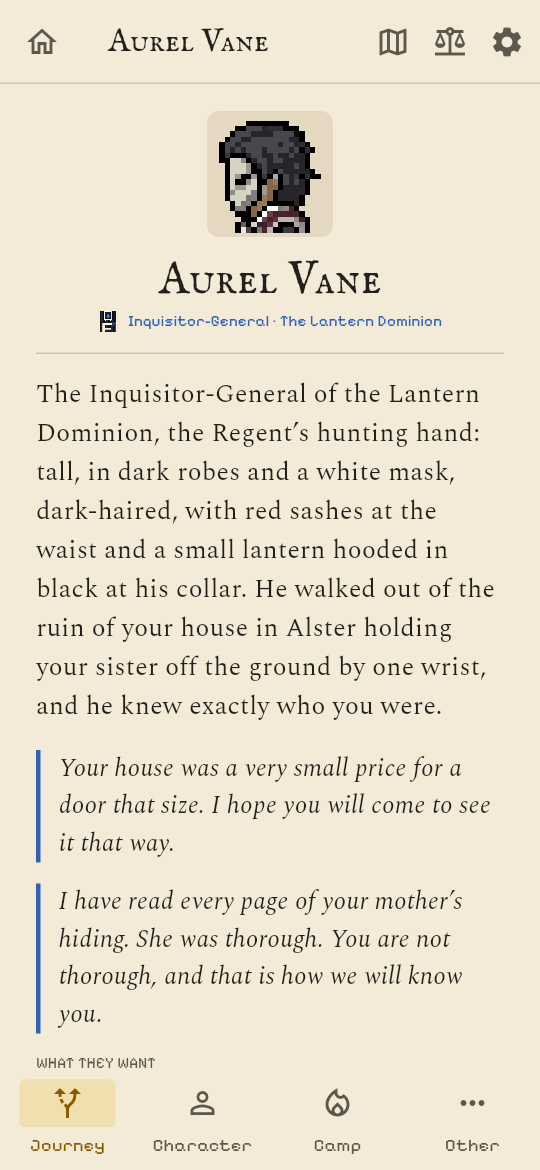 Aurel Vane
Aurel Vane
Inquisitor-General · The Lantern Dominion
The Inquisitor-General of the Lantern
Dominion, the Regent’s hunting hand:
tall, in dark robes and a white mask,
dark-haired, with red sashes at the
waist and a small lantern hooded in
black at his collar. He walked out of the
ruin of your house in Alster holding
your sister off the ground by one wrist,
and he knew exactly who you were.
Your house was a very small price for a
door that size. I hope you will come to see
it that way.
I have read every page of your mother’s
hiding. She was thorough. You are not
thorough, and that is how we will know
you.
WHAT THEY WANT
Journey
Character
Camp
Other